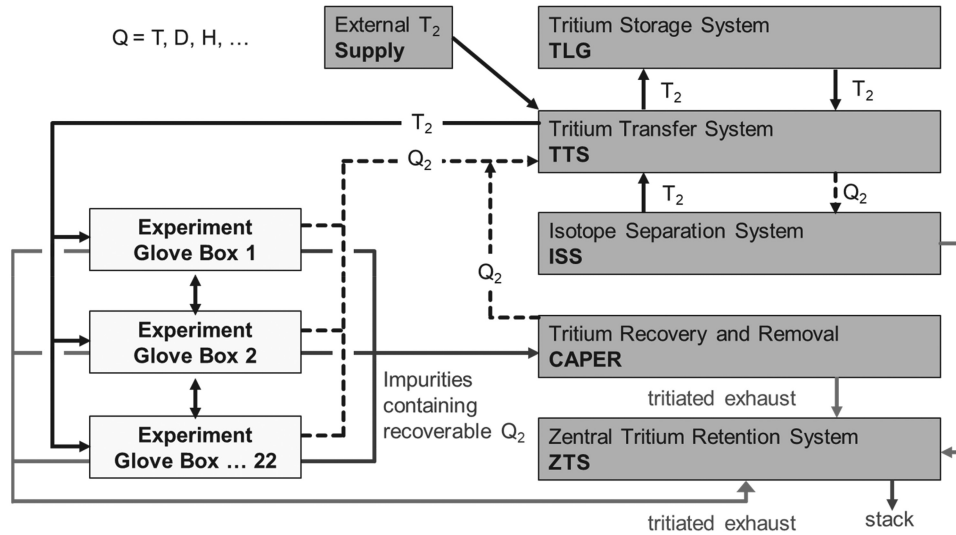 Q = T, D, H, …
External T₂
Supply
Tritium Storage System
TLG
T₂
T₂
Tritium Transfer System
TTS
T₂
Q₂
T₂
Q₂
Experiment
Glove Box 1
Isotope Separation System
ISS
Q₂
Experiment
Glove Box 2
Tritium Recovery and Removal
CAPER
Impurities
containing
recoverable Q₂
tritiated exhaust
Experiment
Glove Box … 22
Zentral Tritium Retention System
ZTS
tritiated exhaust
stack